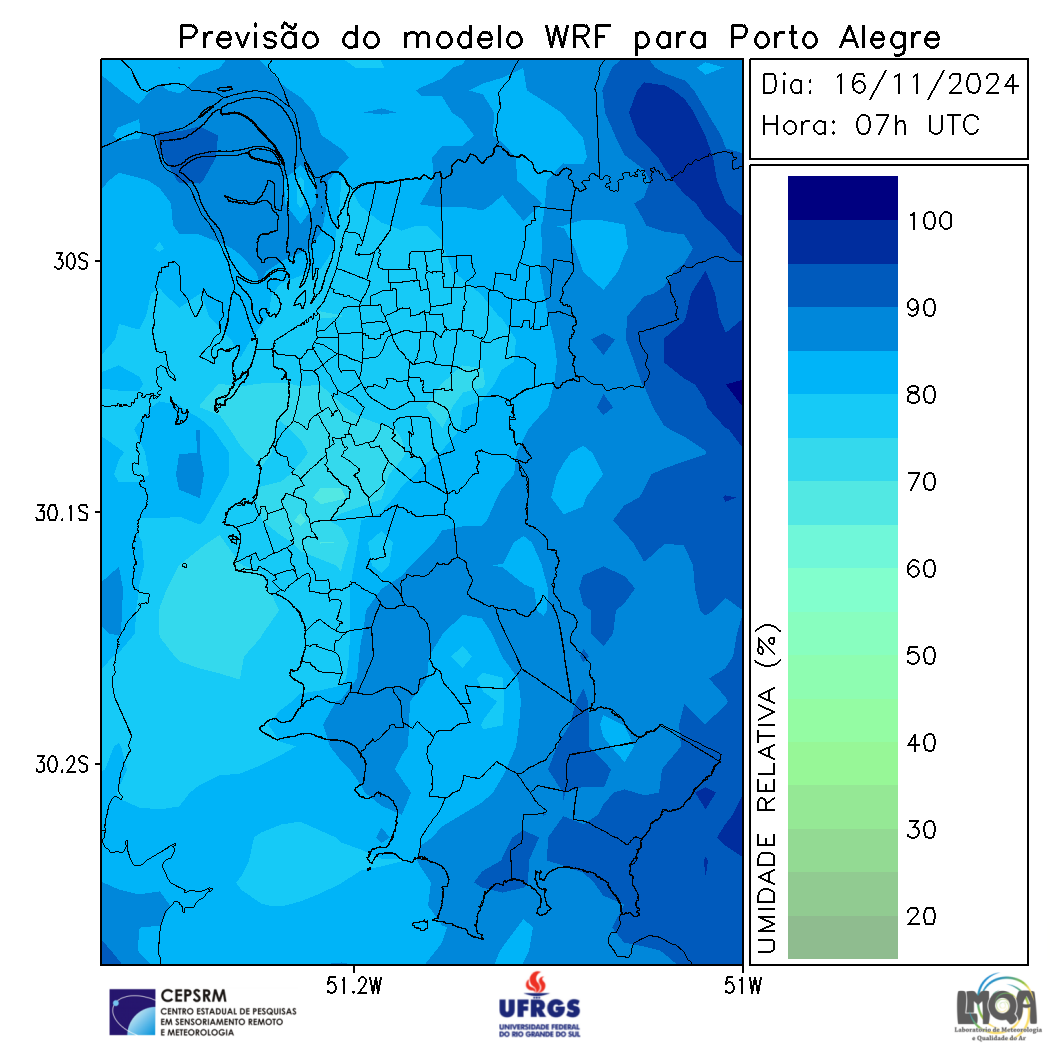 Previsão do modelo WRF para Porto Alegre
Dia: 16/11/2024
Hora: 07h UTC
30S
30.1S
30.2S
51.2W
51W
UMIDADE RELATIVA (%)
100
90
80
70
60
50
40
30
20
CEPSRM
CENTRO ESTADUAL DE PESQUISAS
EM SENSORIAMENTO REMOTO
E METEOROLOGIA
UFRGS
UNIVERSIDADE FEDERAL
DO RIO GRANDE DO SUL
LMQA
Laboratório de Meteorologia
e Qualidade do Ar